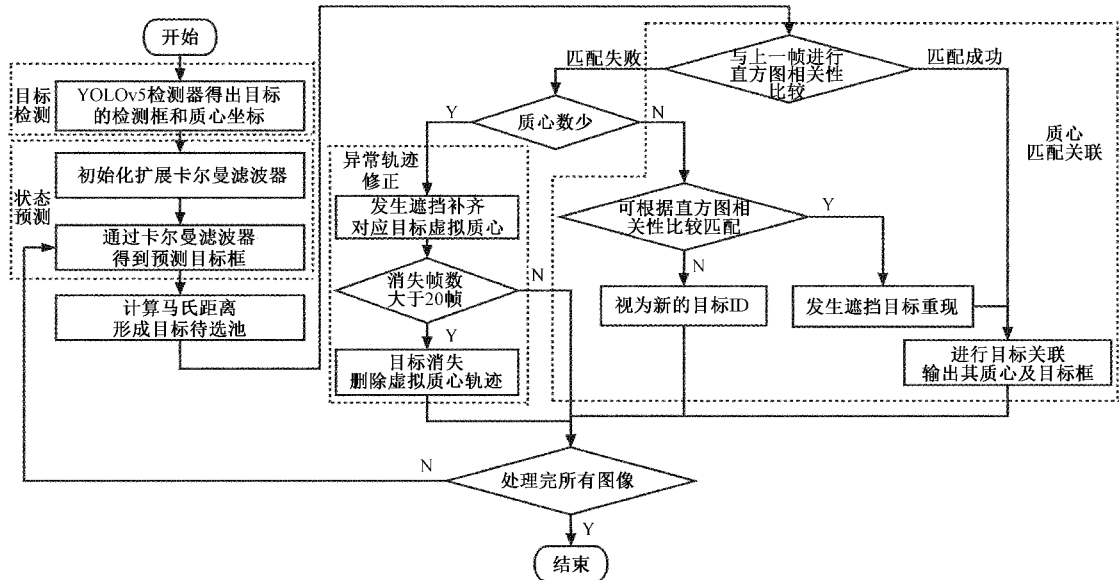 开始
目标
检测
YOLOv5检测器得出目标
的检测框和质心坐标
状态
预测
初始化扩展卡尔曼滤波器
通过卡尔曼滤波器
得到预测目标框
计算马氏距离
形成目标待选池
与上一帧进行
直方图相关性
比较
匹配失败
匹配成功
质心数少
Y
N
质心
匹配关联
异常轨迹
修正
发生遮挡补齐
对应目标虚拟质心
消失帧数
大于20帧
N
Y
目标消失
删除虚拟质心轨迹
可根据直方图相
关性比较匹配
Y
N
视为新的目标ID
发生遮挡目标重现
进行目标关联
输出其质心及目标框
处理完所有图像
N
Y
结束